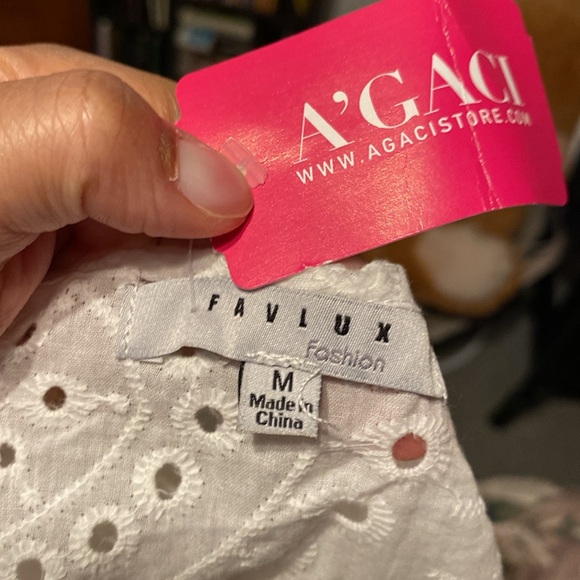 A'GACI
WWW.AGACISTORE.COM
FAVLUX
Fashion
M
Made in
China